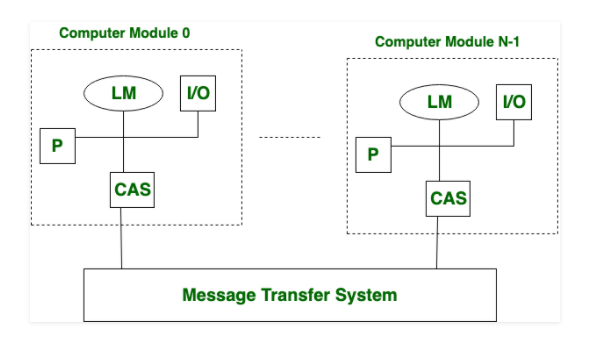 Computer Module 0
Computer Module N-1
LM
I/O
P
CAS
LM
I/O
P
CAS
Message Transfer System